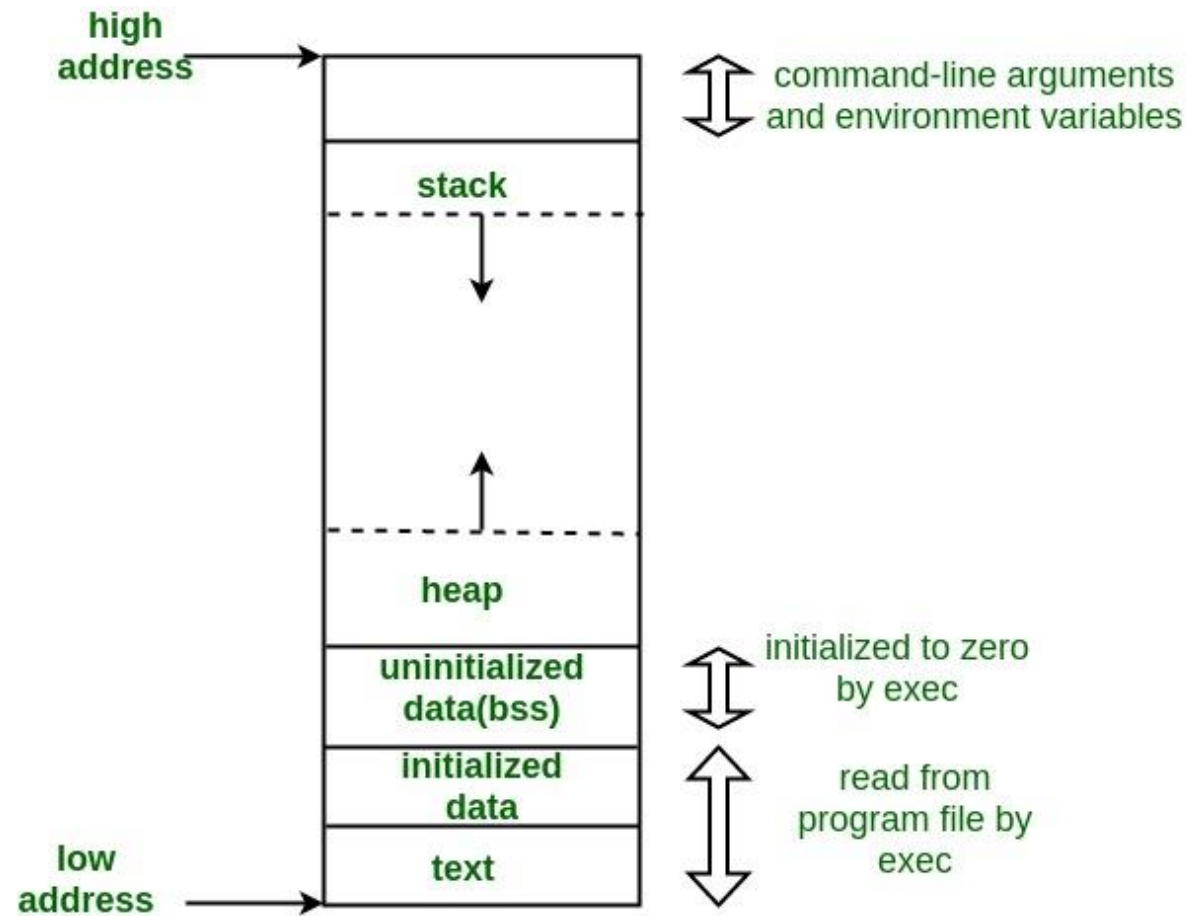 high
address
command-line arguments
and environment variables
stack
heap
uninitialized
data(bss)
initialized to zero
by exec
initialized
data
read from
program file by
exec
text
low
address